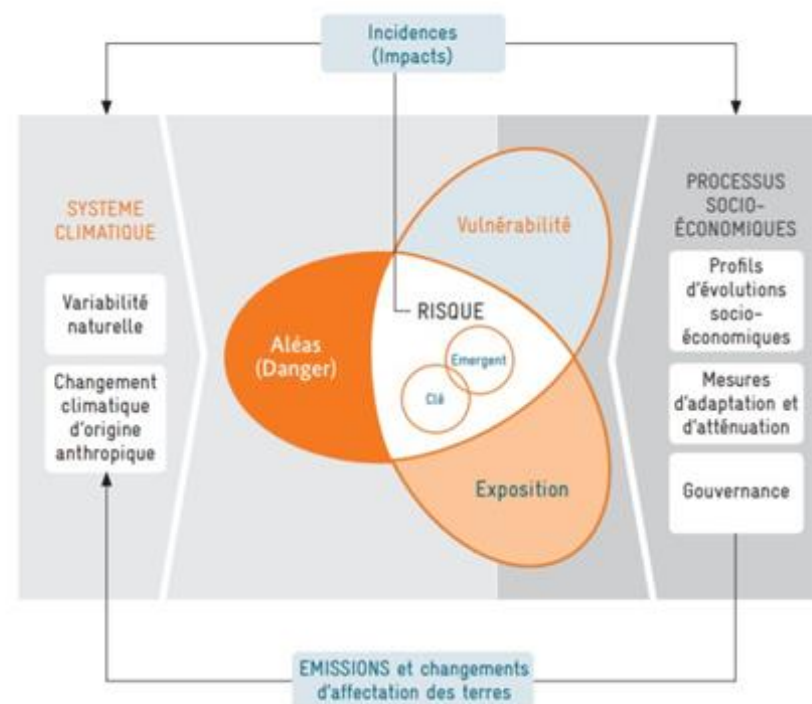 Incidences
(Impacts)
SYSTEME
CLIMATIQUE
Variabilité
naturelle
Changement
climatique
d'origine
anthropique
Aléas
(Danger)
Vulnérabilité
RISQUE
Emergent
Clé
Exposition
PROCESSUS
SOCIO-
ÉCONOMIQUES
Profils
d'évolutions
socio-
économiques
Mesures
d'adaptation et
d'atténuation
Gouvernance
EMISSIONS et changements
d'affectation des terres